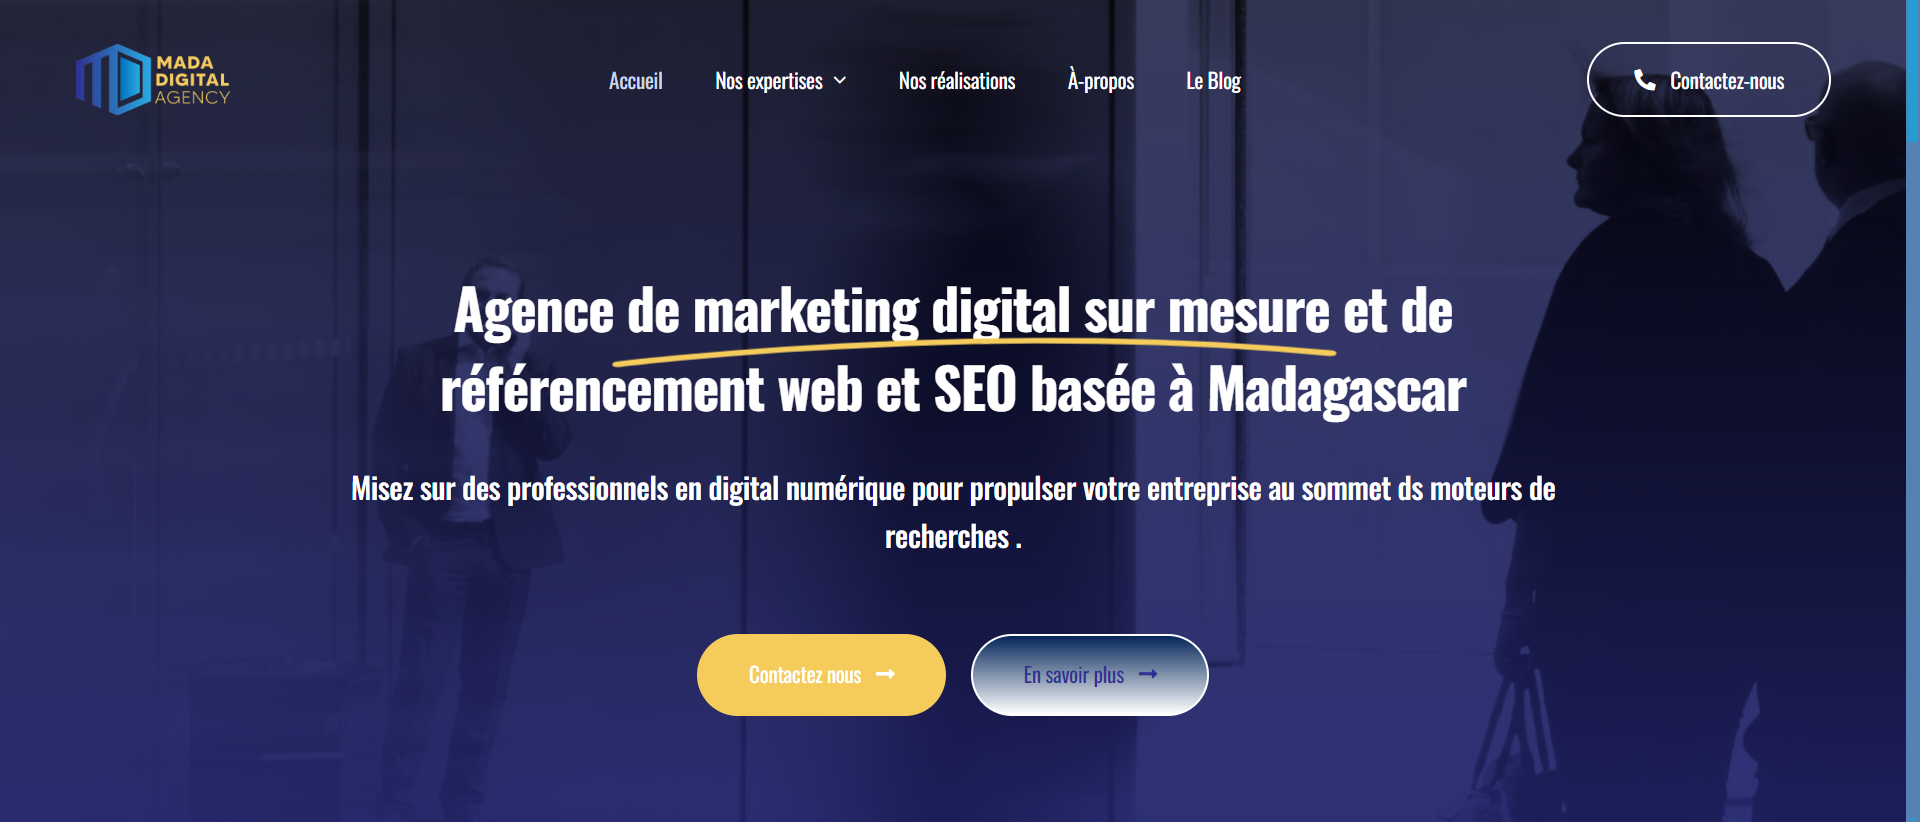 MADA
DIGITAL
AGENCY
Accueil
Nos expertises
Nos réalisations
À-propos
Le Blog
Contactez-nous
Agence de marketing digital sur mesure et de
référencement web et SEO basée à Madagascar
Misez sur des professionnels en digital numérique pour propulser votre entreprise au sommet ds moteurs de
recherches .
Contactez nous
En savoir plus